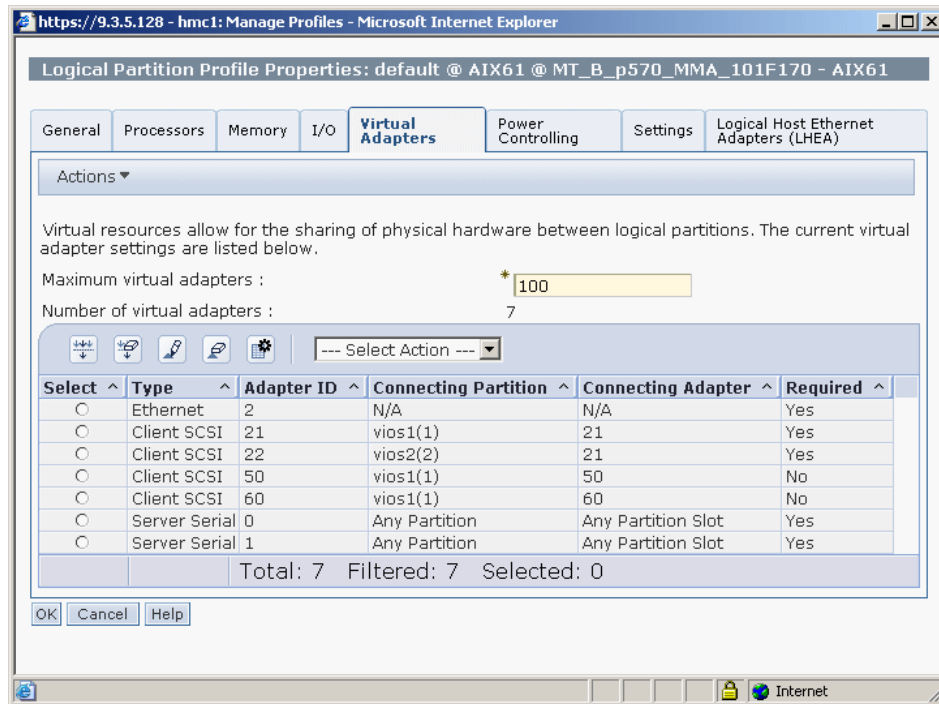 https://9.3.5.128 - hmc1: Manage Profiles - Microsoft Internet Explorer
Logical Partition Profile Properties: default @ AIX61 @ MT_B_p570_MMA_101F170 - AIX61
General Processors Memory I/O Virtual Adapters Power Controlling Settings Logical Host Ethernet Adapters (LHEA)
Actions
Virtual resources allow for the sharing of physical hardware between logical partitions. The current virtual
adapter settings are listed below.
Maximum virtual adapters : * 100
Number of virtual adapters : 7
--- Select Action ---
Select ^ Type ^ Adapter ID ^ Connecting Partition ^ Connecting Adapter ^ Required ^
Ethernet 2 N/A N/A Yes
Client SCSI 21 vios1(1) 21 Yes
Client SCSI 22 vios2(2) 21 Yes
Client SCSI 50 vios1(1) 50 No
Client SCSI 60 vios1(1) 60 No
Server Serial 0 Any Partition Any Partition Slot Yes
Server Serial 1 Any Partition Any Partition Slot Yes
Total: 7 Filtered: 7 Selected: 0
OK Cancel Help
Internet